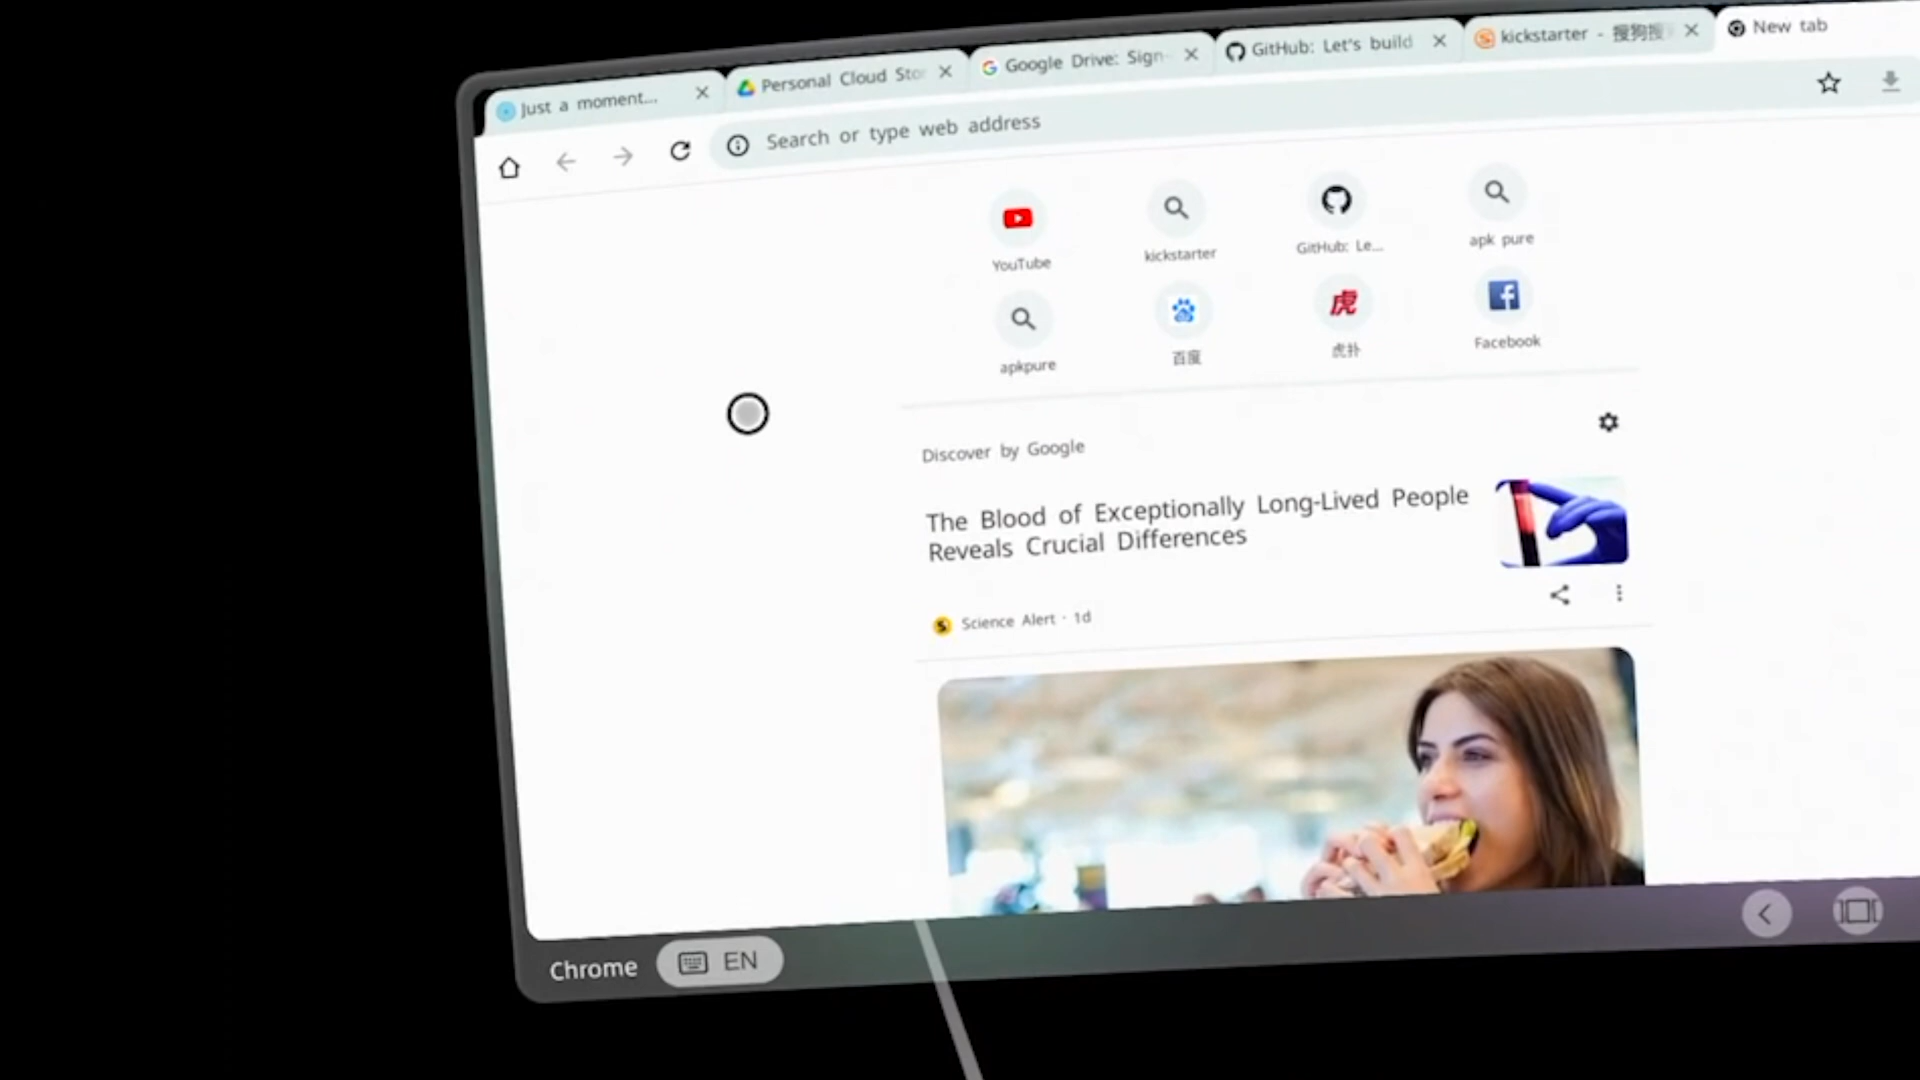 Just a moment...
Personal Cloud Sto
Google Drive: Sign
GitHub: Let's build
kickstarter - 搜狗搜
New tab
Search or type web address
YouTube
kickstarter
GitHub: Le...
apk pure
apkpure
百度
虎
虎扑
Facebook
Discover by Google
The Blood of Exceptionally Long-Lived People
Reveals Crucial Differences
Science Alert · 1d
Chrome
EN